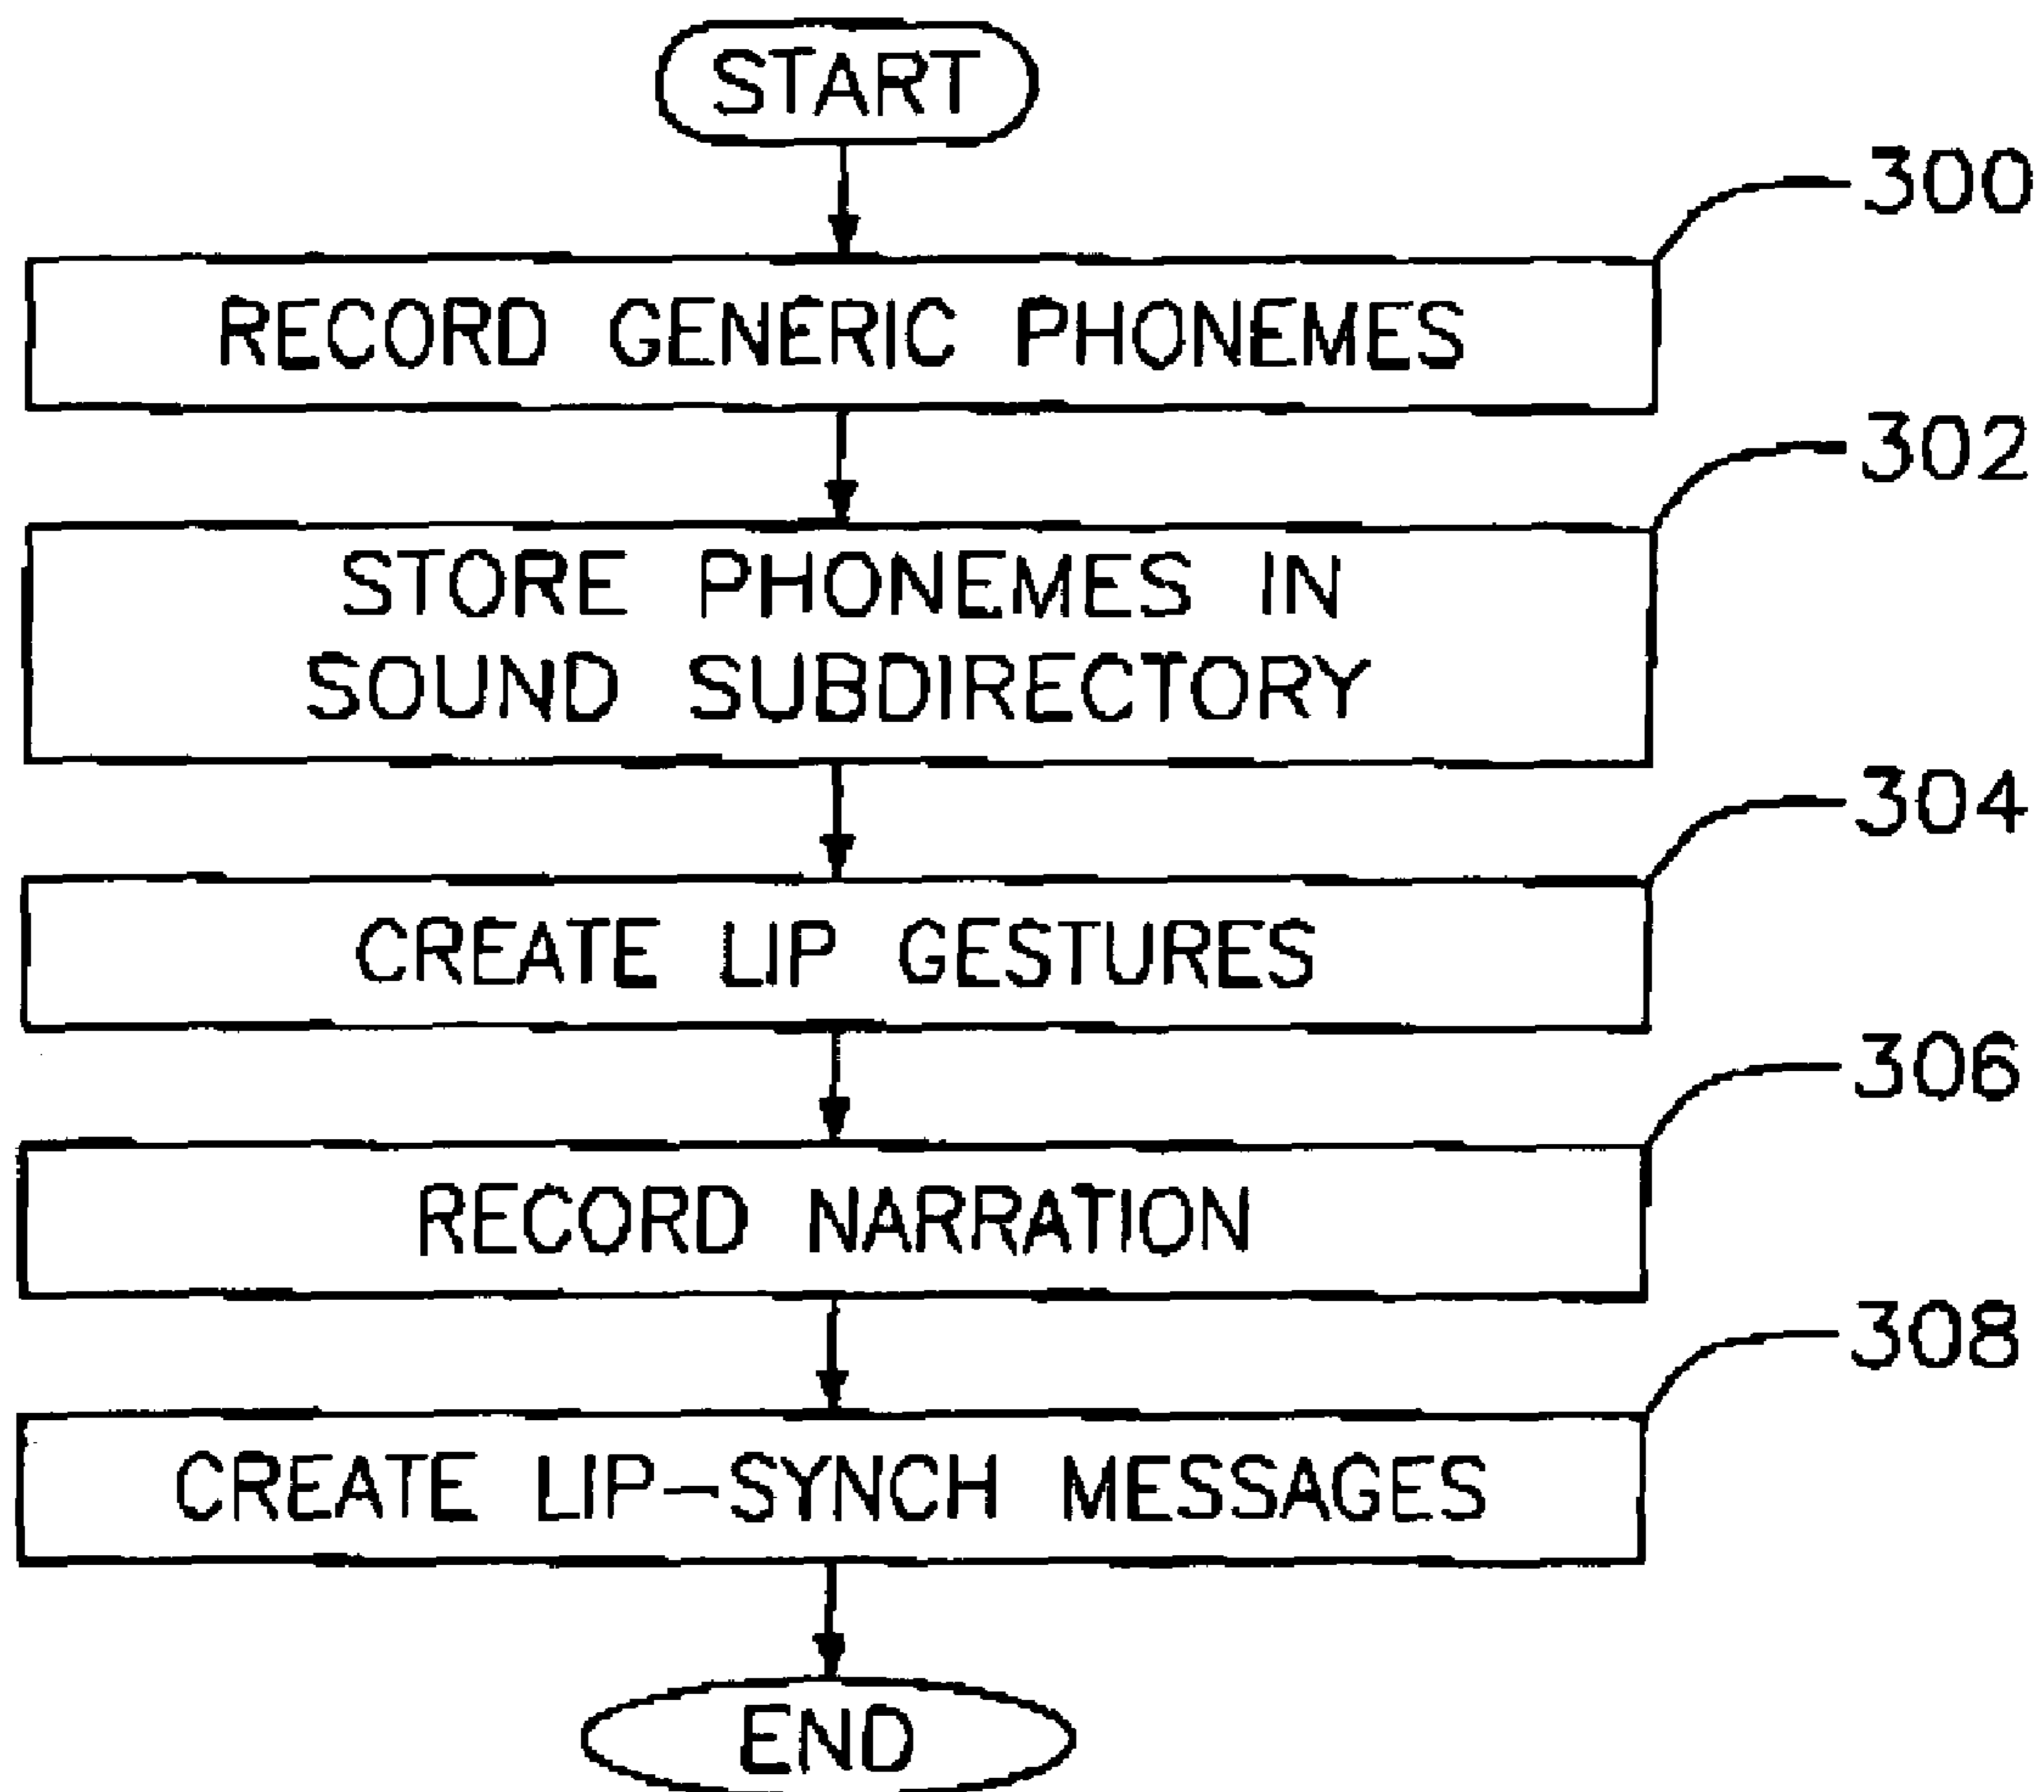 START
300
RECORD GENERIC PHONEMES
302
STORE PHONEMES IN
SOUND SUBDIRECTORY
304
CREATE LIP GESTURES
306
RECORD NARRATION
308
CREATE LIP-SYNCH MESSAGES
END